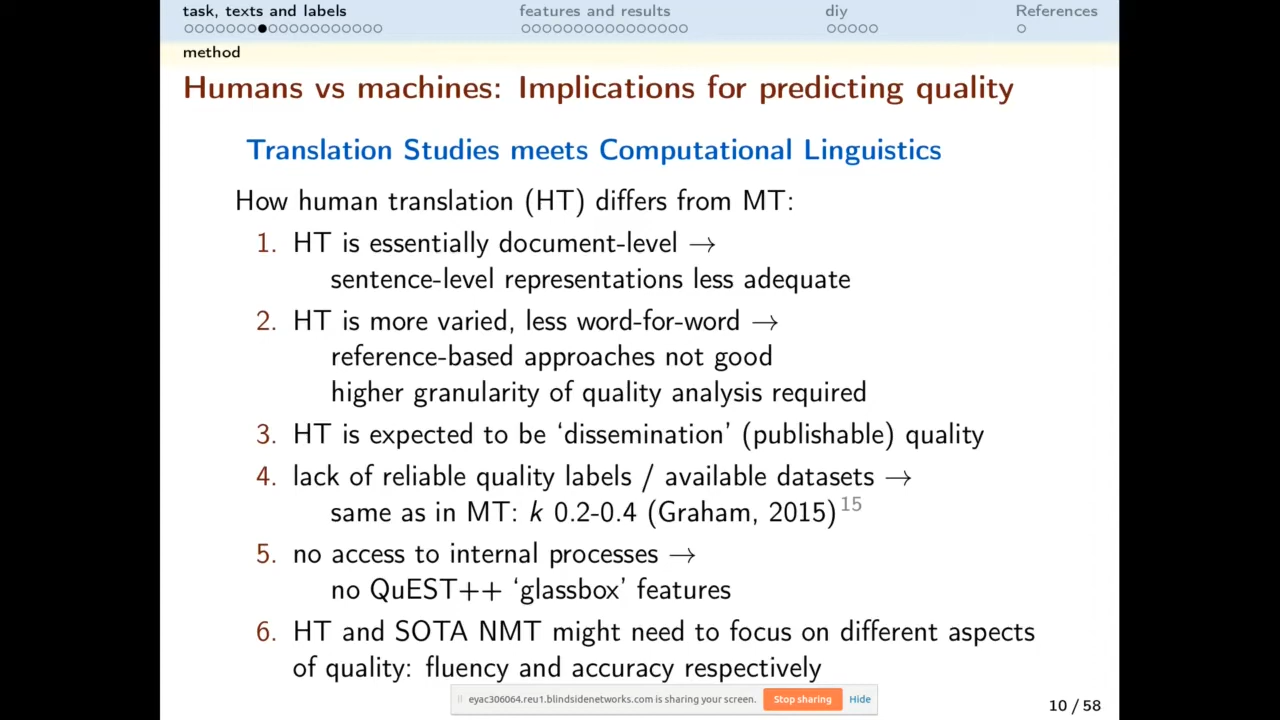 task, texts and labels features and results diy References
method
Humans vs machines: Implications for predicting quality
Translation Studies meets Computational Linguistics
How human translation (HT) differs from MT:
1. HT is essentially document-level →
sentence-level representations less adequate
2. HT is more varied, less word-for-word →
reference-based approaches not good
higher granularity of quality analysis required
3. HT is expected to be ‘dissemination’ (publishable) quality
4. lack of reliable quality labels / available datasets →
same as in MT: k 0.2-0.4 (Graham, 2015)15
5. no access to internal processes →
no QuEST++ ‘glassbox’ features
6. HT and SOTA NMT might need to focus on different aspects
of quality: fluency and accuracy respectively
eyac306064.reu1.blindsidenetworks.com is sharing your screen. Stop sharing Hide
10 / 58